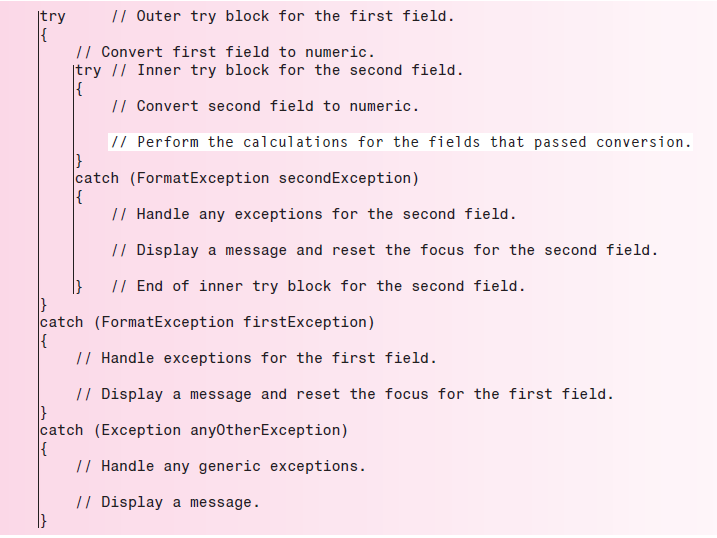 try // Outer try block for the first field.
{
// Convert first field to numeric.
try // Inner try block for the second field.
{
// Convert second field to numeric.
// Perform the calculations for the fields that passed conversion.
}
catch (FormatException secondException)
{
// Handle any exceptions for the second field.
// Display a message and reset the focus for the second field.
} // End of inner try block for the second field.
}
catch (FormatException firstException)
{
// Handle exceptions for the first field.
// Display a message and reset the focus for the first field.
}
catch (Exception anyOtherException)
{
// Handle any generic exceptions.
// Display a message.
}